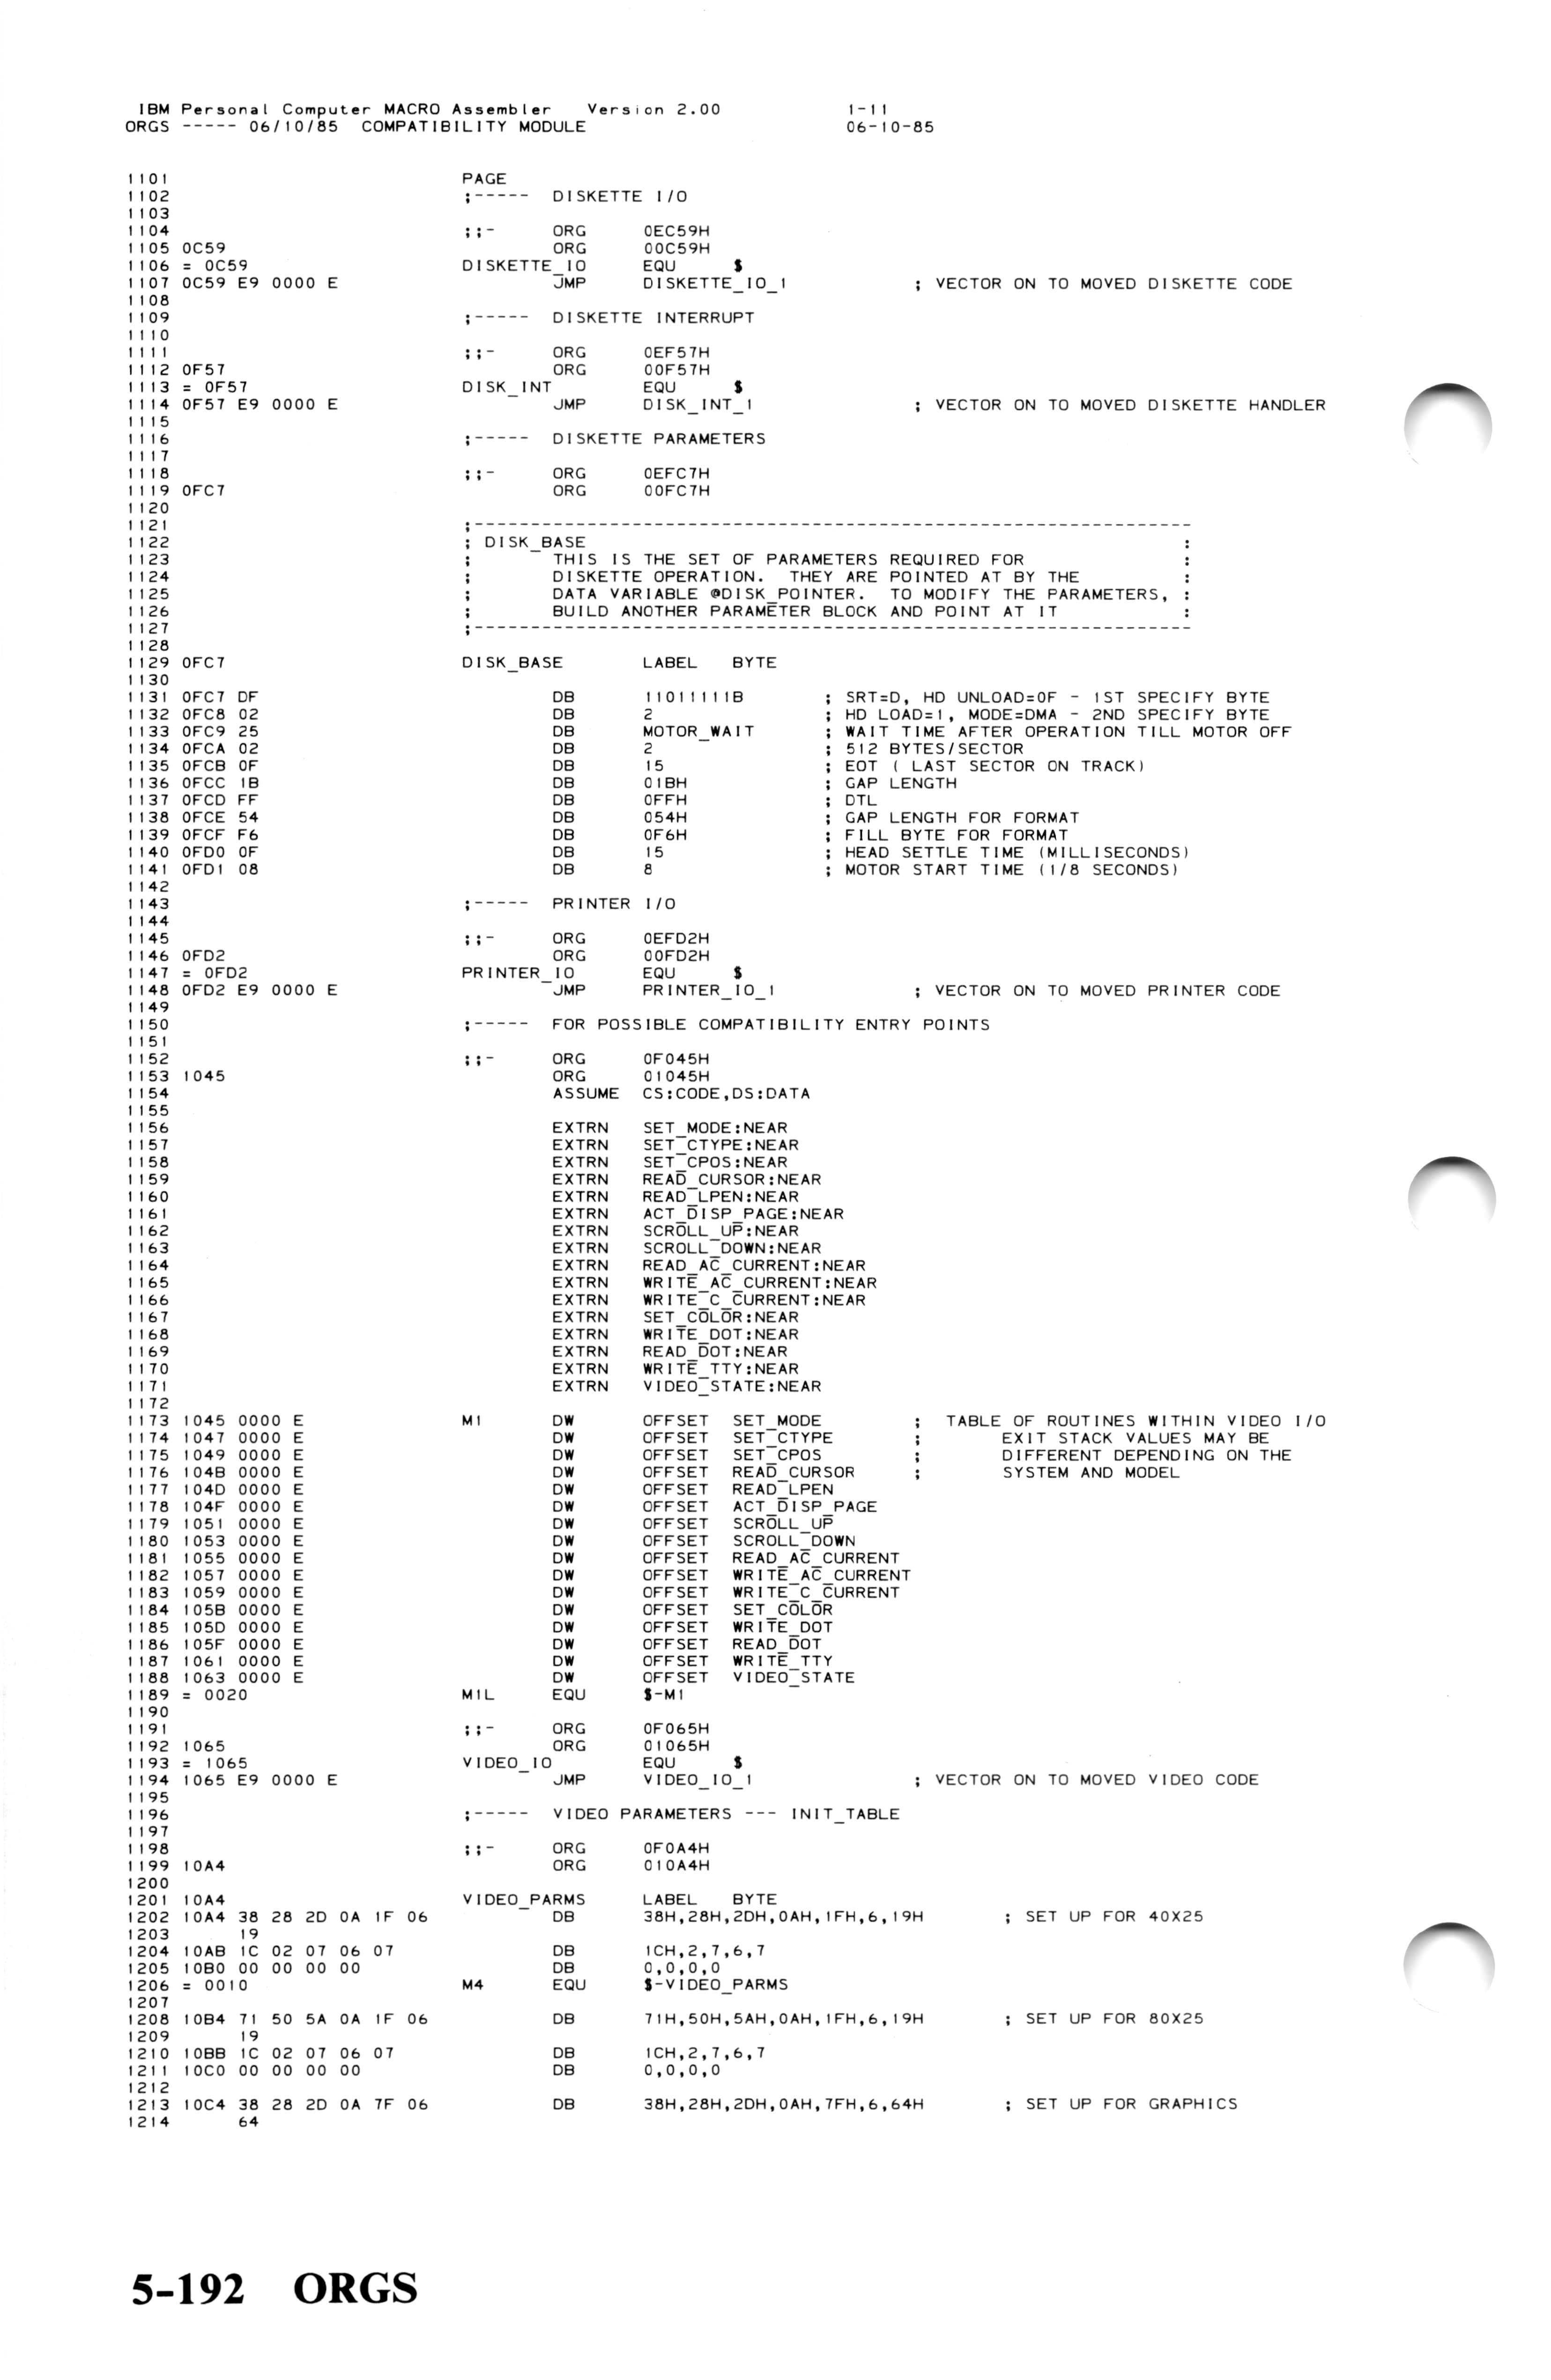 IBM Personal Computer MACRO Assembler   Version 2.00              1-11
ORGS ----- 06/10/85  COMPATIBILITY MODULE                         06-10-85
1101                          PAGE
1102                          ;-----  DISKETTE I/O
1103
1104                          ;;-     ORG     0EC59H
1105 0C59                             ORG     00C59H
1106 = 0C59                   DISKETTE_IO     EQU     $
1107 0C59 E9 0000 E                   JMP     DISKETTE_IO_1           ; VECTOR ON TO MOVED DISKETTE CODE
1108
1109                          ;-----  DISKETTE INTERRUPT
1110
1111                          ;;-     ORG     0EF57H
1112 0F57                             ORG     00F57H
1113 = 0F57                   DISK_INT        EQU     $
1114 0F57 E9 0000 E                   JMP     DISK_INT_1              ; VECTOR ON TO MOVED DISKETTE HANDLER
1115
1116                          ;-----  DISKETTE PARAMETERS
1117
1118                          ;;-     ORG     0EFC7H
1119 0FC7                             ORG     00FC7H
1120
1121                          ;----------------------------------------------------------------
1122                          ; DISK_BASE                                                     :
1123                          ;       THIS IS THE SET OF PARAMETERS REQUIRED FOR              :
1124                          ;       DISKETTE OPERATION.  THEY ARE POINTED AT BY THE         :
1125                          ;       DATA VARIABLE @DISK_POINTER.  TO MODIFY THE PARAMETERS, :
1126                          ;       BUILD ANOTHER PARAMETER BLOCK AND POINT AT IT           :
1127                          ;----------------------------------------------------------------
1128
1129 0FC7                     DISK_BASE       LABEL   BYTE
1130
1131 0FC7 DF                          DB      11011111B       ; SRT=D, HD UNLOAD=0F - 1ST SPECIFY BYTE
1132 0FC8 02                          DB      2               ; HD LOAD=1, MODE=DMA - 2ND SPECIFY BYTE
1133 0FC9 25                          DB      MOTOR_WAIT      ; WAIT TIME AFTER OPERATION TILL MOTOR OFF
1134 0FCA 02                          DB      2               ; 512 BYTES/SECTOR
1135 0FCB 0F                          DB      15              ; EOT ( LAST SECTOR ON TRACK)
1136 0FCC 1B                          DB      01BH            ; GAP LENGTH
1137 0FCD FF                          DB      0FFH            ; DTL
1138 0FCE 54                          DB      054H            ; GAP LENGTH FOR FORMAT
1139 0FCF F6                          DB      0F6H            ; FILL BYTE FOR FORMAT
1140 0FD0 0F                          DB      15              ; HEAD SETTLE TIME (MILLISECONDS)
1141 0FD1 08                          DB      8               ; MOTOR START TIME (1/8 SECONDS)
1142
1143                          ;-----  PRINTER I/O
1144
1145                          ;;-     ORG     0EFD2H
1146 0FD2                             ORG     00FD2H
1147 = 0FD2                   PRINTER_IO      EQU     $
1148 0FD2 E9 0000 E                   JMP     PRINTER_IO_1            ; VECTOR ON TO MOVED PRINTER CODE
1149
1150                          ;-----  FOR POSSIBLE COMPATIBILITY ENTRY POINTS
1151
1152                          ;;-     ORG     0F045H
1153 1045                             ORG     01045H
1154                                  ASSUME  CS:CODE,DS:DATA
1155
1156                                  EXTRN   SET_MODE:NEAR
1157                                  EXTRN   SET_CTYPE:NEAR
1158                                  EXTRN   SET_CPOS:NEAR
1159                                  EXTRN   READ_CURSOR:NEAR
1160                                  EXTRN   READ_LPEN:NEAR
1161                                  EXTRN   ACT_DISP_PAGE:NEAR
1162                                  EXTRN   SCROLL_UP:NEAR
1163                                  EXTRN   SCROLL_DOWN:NEAR
1164                                  EXTRN   READ_AC_CURRENT:NEAR
1165                                  EXTRN   WRITE_AC_CURRENT:NEAR
1166                                  EXTRN   WRITE_C_CURRENT:NEAR
1167                                  EXTRN   SET_COLOR:NEAR
1168                                  EXTRN   WRITE_DOT:NEAR
1169                                  EXTRN   READ_DOT:NEAR
1170                                  EXTRN   WRITE_TTY:NEAR
1171                                  EXTRN   VIDEO_STATE:NEAR
1172
1173 1045 0000 E              M1      DW      OFFSET  SET_MODE        ;  TABLE OF ROUTINES WITHIN VIDEO I/O
1174 1047 0000 E                      DW      OFFSET  SET_CTYPE       ;       EXIT STACK VALUES MAY BE
1175 1049 0000 E                      DW      OFFSET  SET_CPOS        ;       DIFFERENT DEPENDING ON THE
1176 104B 0000 E                      DW      OFFSET  READ_CURSOR     ;       SYSTEM AND MODEL
1177 104D 0000 E                      DW      OFFSET  READ_LPEN
1178 104F 0000 E                      DW      OFFSET  ACT_DISP_PAGE
1179 1051 0000 E                      DW      OFFSET  SCROLL_UP
1180 1053 0000 E                      DW      OFFSET  SCROLL_DOWN
1181 1055 0000 E                      DW      OFFSET  READ_AC_CURRENT
1182 1057 0000 E                      DW      OFFSET  WRITE_AC_CURRENT
1183 1059 0000 E                      DW      OFFSET  WRITE_C_CURRENT
1184 105B 0000 E                      DW      OFFSET  SET_COLOR
1185 105D 0000 E                      DW      OFFSET  WRITE_DOT
1186 105F 0000 E                      DW      OFFSET  READ_DOT
1187 1061 0000 E                      DW      OFFSET  WRITE_TTY
1188 1063 0000 E                      DW      OFFSET  VIDEO_STATE
1189 = 0020                   M1L     EQU     $-M1
1190
1191                          ;;-     ORG     0F065H
1192 1065                             ORG     01065H
1193 = 1065                   VIDEO_IO        EQU     $
1194 1065 E9 0000 E                   JMP     VIDEO_IO_1              ; VECTOR ON TO MOVED VIDEO CODE
1195
1196                          ;-----  VIDEO PARAMETERS --- INIT_TABLE
1197
1198                          ;;-     ORG     0F0A4H
1199 10A4                             ORG     010A4H
1200
1201 10A4                     VIDEO_PARMS     LABEL   BYTE
1202 10A4 38 28 2D 0A 1F 06           DB      38H,28H,2DH,0AH,1FH,6,19H       ; SET UP FOR 40X25
1203      19
1204 10AB 1C 02 07 06 07              DB      1CH,2,7,6,7
1205 10B0 00 00 00 00                 DB      0,0,0,0
1206 = 0010                   M4      EQU     $-VIDEO_PARMS
1207
1208 10B4 71 50 5A 0A 1F 06           DB      71H,50H,5AH,0AH,1FH,6,19H       ; SET UP FOR 80X25
1209      19
1210 10BB 1C 02 07 06 07              DB      1CH,2,7,6,7
1211 10C0 00 00 00 00                 DB      0,0,0,0
1212
1213 10C4 38 28 2D 0A 7F 06           DB      38H,28H,2DH,0AH,7FH,6,64H       ; SET UP FOR GRAPHICS
1214      64
5-192 ORGS